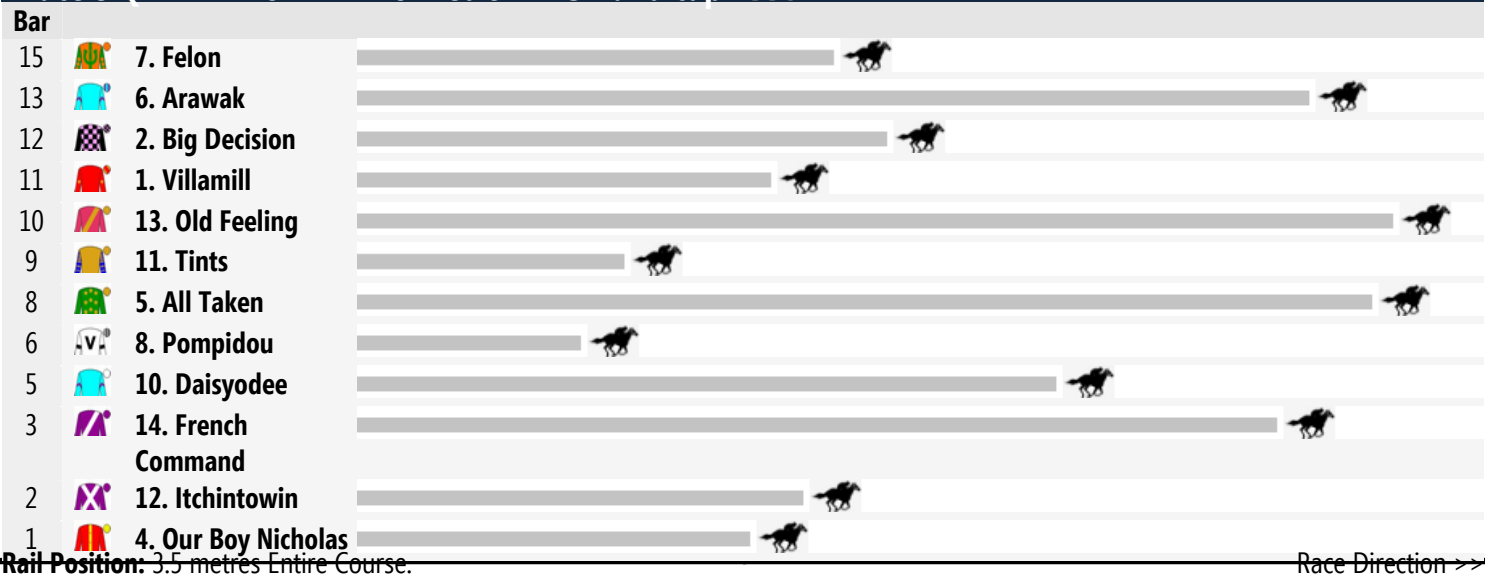 Bar
15 7. Felon
13 6. Arawak
12 2. Big Decision
11 1. Villamill
10 13. Old Feeling
9 11. Tints
8 5. All Taken
6 V 8. Pompidou
5 10. Daisyodee
3 14. French
Command
2 12. Itchintowin
1 4. Our Boy Nicholas
Rail Position: 3.5 metres Entire Course. Race Direction >>